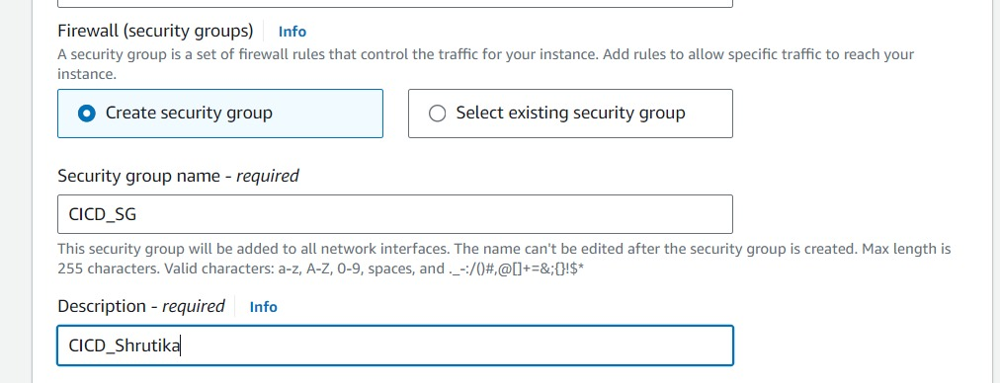 Firewall (security groups) Info
A security group is a set of firewall rules that control the traffic for your instance. Add rules to allow specific traffic to reach your
instance.
Create security group
Select existing security group
Security group name - required
CICD_SG
This security group will be added to all network interfaces. The name can't be edited after the security group is created. Max length is
255 characters. Valid characters: a-z, A-Z, 0-9, spaces, and ._-:/()#,@[]+=&;{}!$*
Description - required Info
CICD_Shrutika